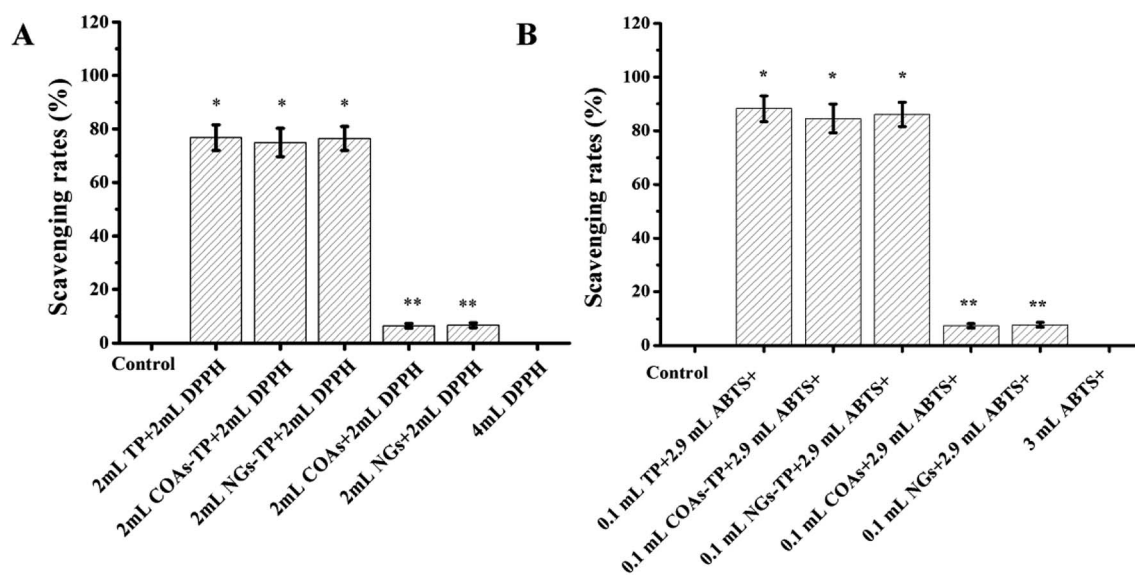 A
Scavenging rates (%)
120
100
80
60
40
20
0
* * *
** **
Control
2mL TP+2mL DPPH
2mL COAs-TP+2mL DPPH
2mL NGs-TP+2mL DPPH
2mL COAs+2mL DPPH
2mL NGs+2mL DPPH
4mL DPPH
B
Scavenging rates (%)
120
100
80
60
40
20
0
* * *
** **
Control
0.1 mL TP+2.9 mL ABTS+
0.1 mL COAs-TP+2.9 mL ABTS+
0.1 mL NGs-TP+2.9 mL ABTS+
0.1 mL COAs+2.9 mL ABTS+
0.1 mL NGs+2.9 mL ABTS+
3 mL ABTS+